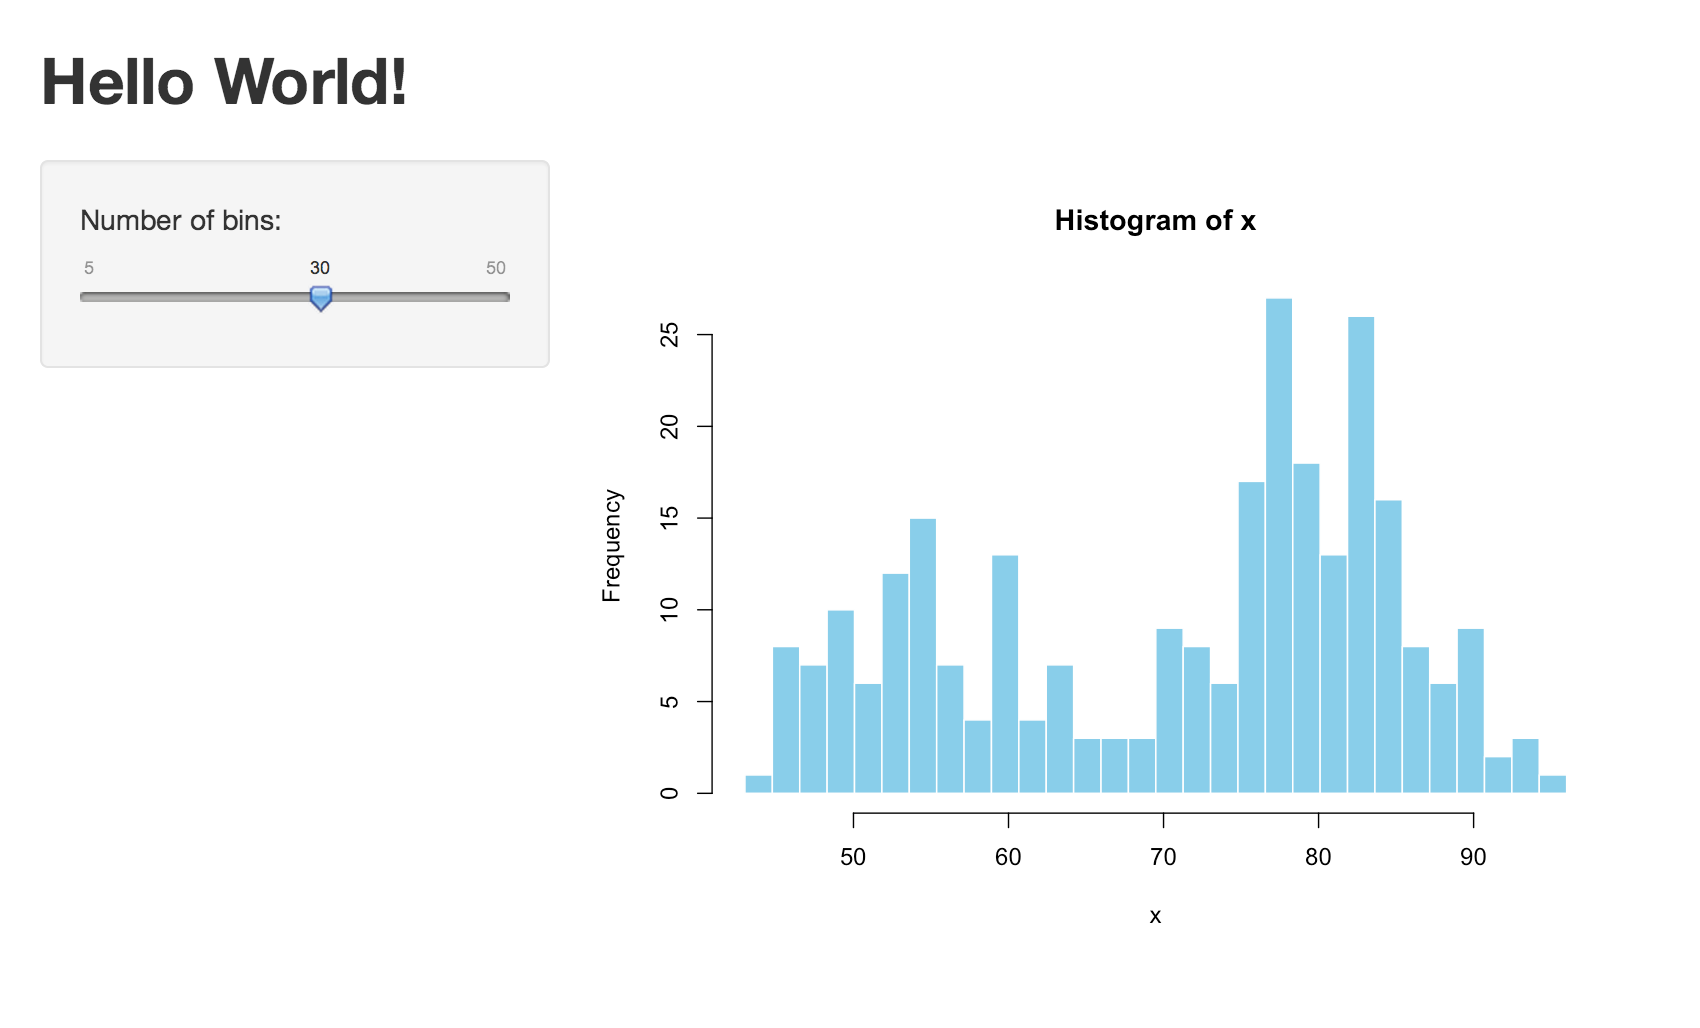 Hello World!
Number of bins:
5 30 50
Histogram of x
Frequency
25
20
15
10
5
0
50 60 70 80 90
x